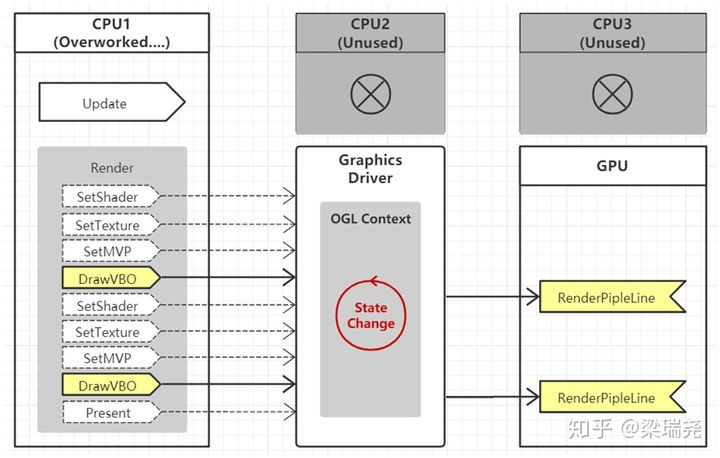 CPU1
(Overworked....)
Update
Render
SetShader
SetTexture
SetMVP
DrawVBO
SetShader
SetTexture
SetMVP
DrawVBO
Present
CPU2
(Unused)
Graphics
Driver
OGL Context
State
Change
CPU3
(Unused)
GPU
RenderPipleLine
RenderPipleLine
知乎 @梁瑞尧